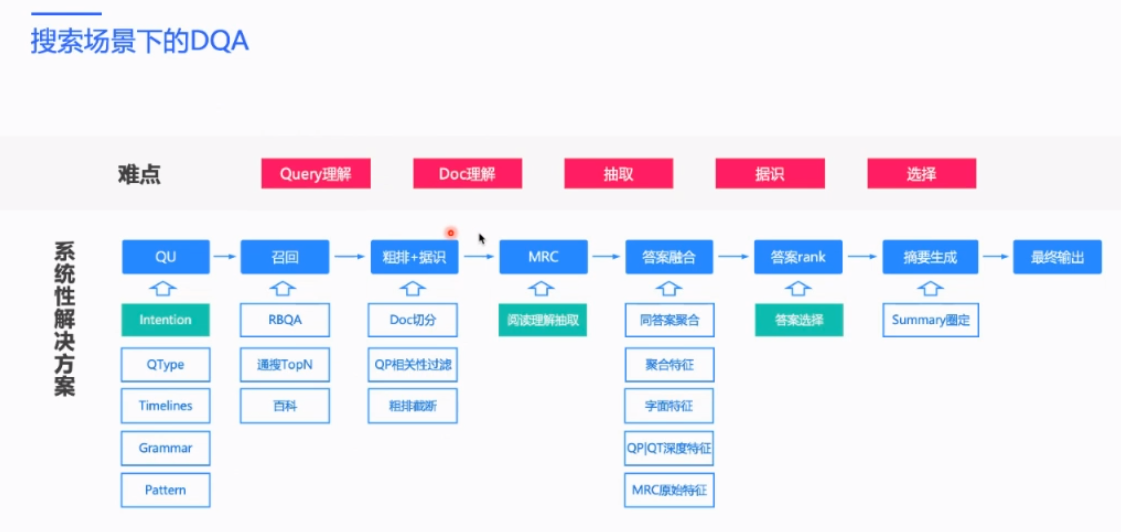 搜索场景下的DQA
难点
Query理解
Doc理解
抽取
据识
选择
系统性解决方案
QU
召回
粗排+据识
MRC
答案融合
答案rank
摘要生成
最终输出
Intention
RBQA
Doc切分
阅读理解抽取
同答案聚合
答案选择
Summary圈定
QType
通搜TopN
QP相关性过滤
聚合特征
Timelines
百科
粗排截断
字面特征
Grammar
QP|QT深度特征
Pattern
MRC原始特征